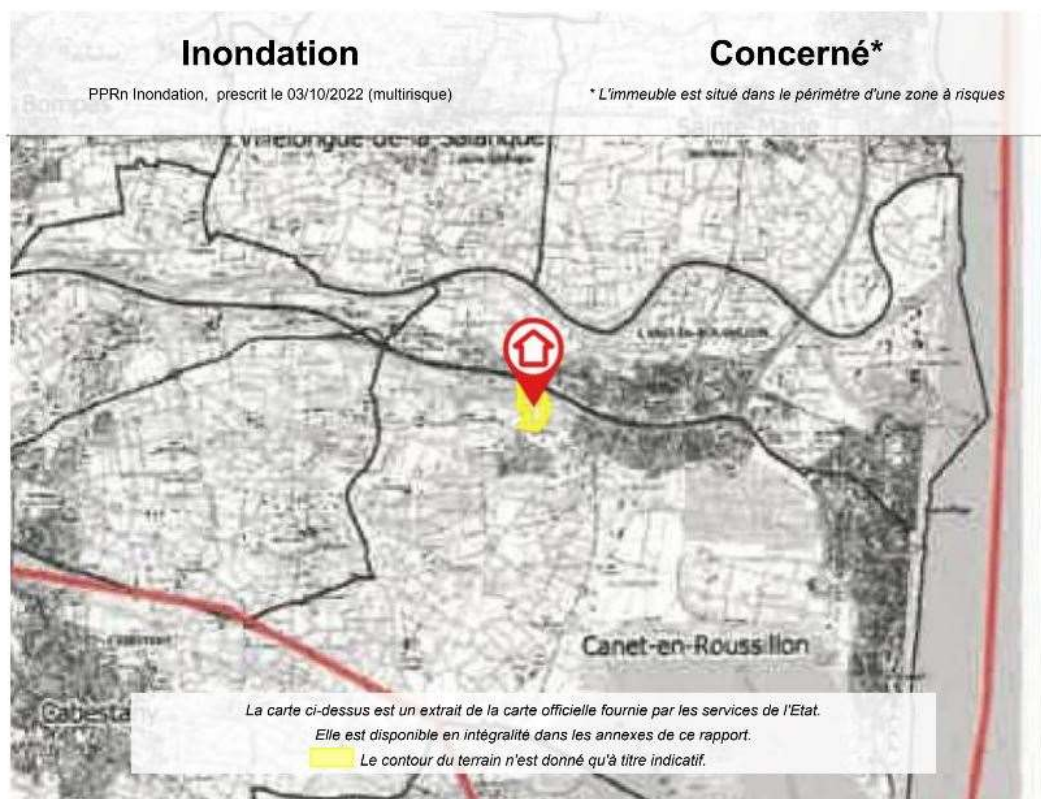 Inondation
PPRn Inondation, prescrit le 03/10/2022 (multirisque)
Concerné*
* L'immeuble est situé dans le périmètre d'une zone à risques
Bompas
Villelongue-de-la-Salanque
Sainte-Marie
Canet-en-Roussillon
Cabestany
La carte ci-dessus est un extrait de la carte officielle fournie par les services de l'Etat.
Elle est disponible en intégralité dans les annexes de ce rapport.
Le contour du terrain n'est donné qu'à titre indicatif.